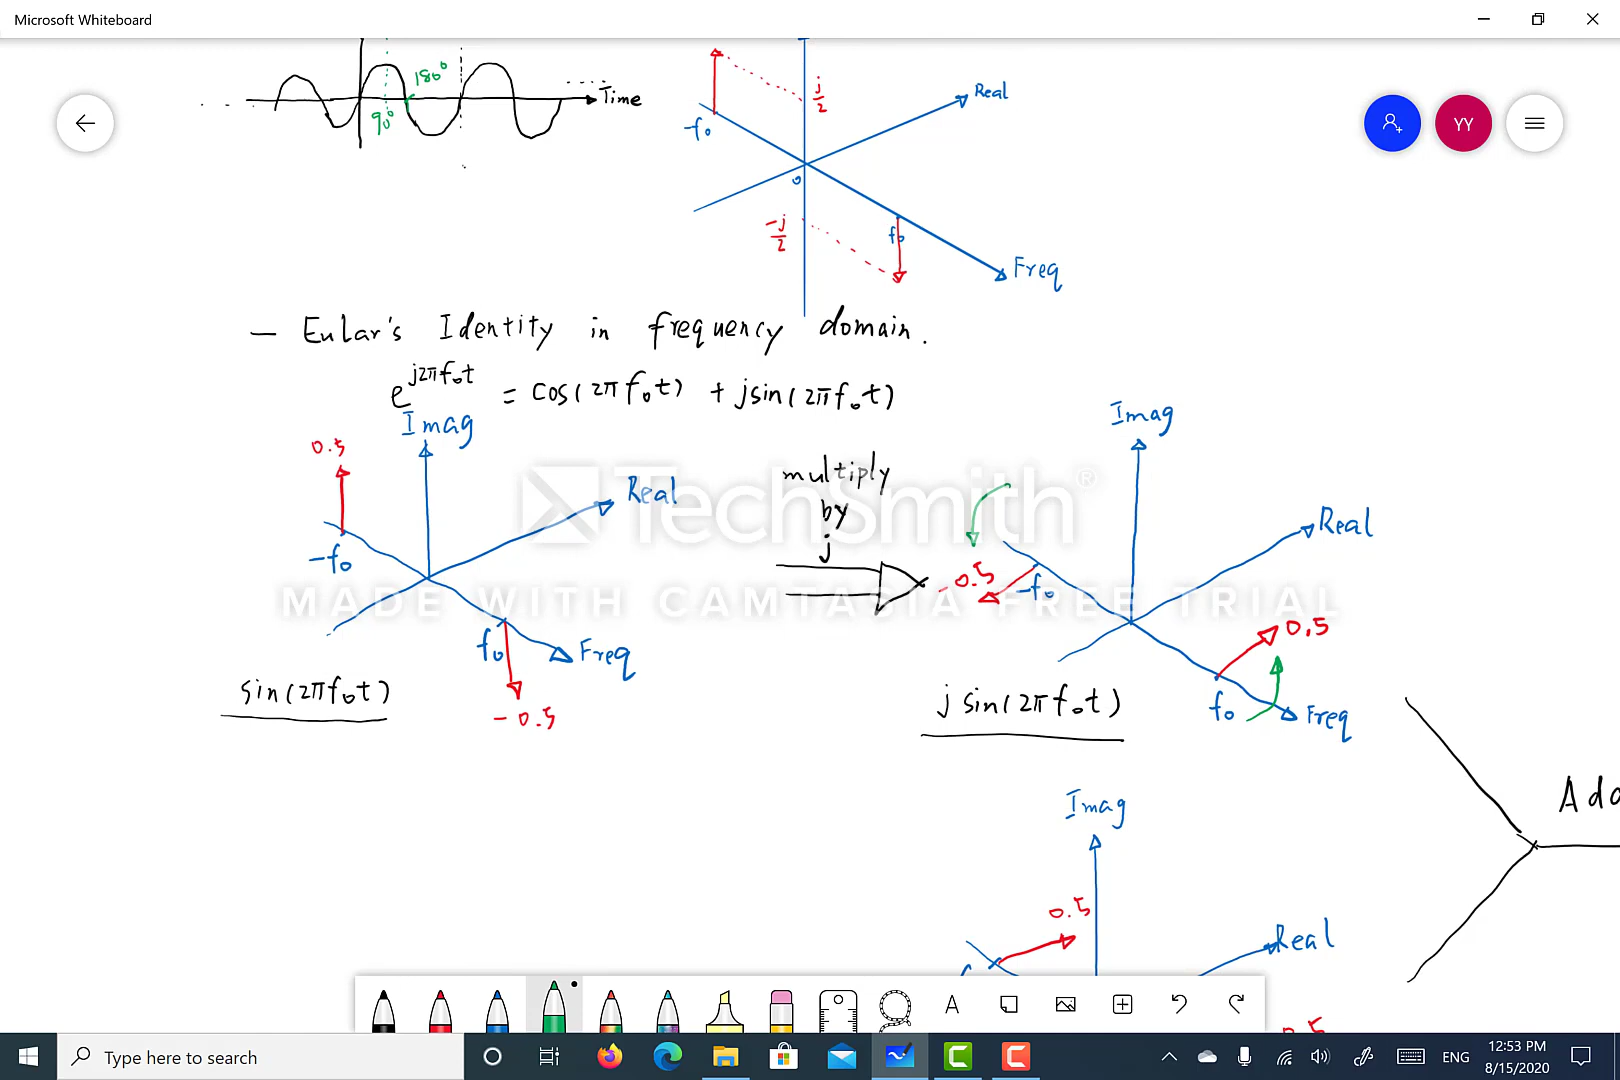 Microsoft Whiteboard
180°
90°
Time
j/2
Real
-f₀
0
-j/2
f₀
Freq
YY
— Eular's Identity in frequency domain.
e^j2πf₀t = cos(2πf₀t) + jsin(2πf₀t)
Imag
0.5
Real
-f₀
f₀
Freq
-0.5
sin(2πf₀t)
multiply
by
j
Imag
Real
-0.5
-f₀
0.5
f₀
Freq
j sin(2πf₀t)
TechSmith®
MADE WITH CAMTASIA FREE TRIAL
Imag
0.5
Real
A
Type here to search
ENG
12:53 PM
8/15/2020